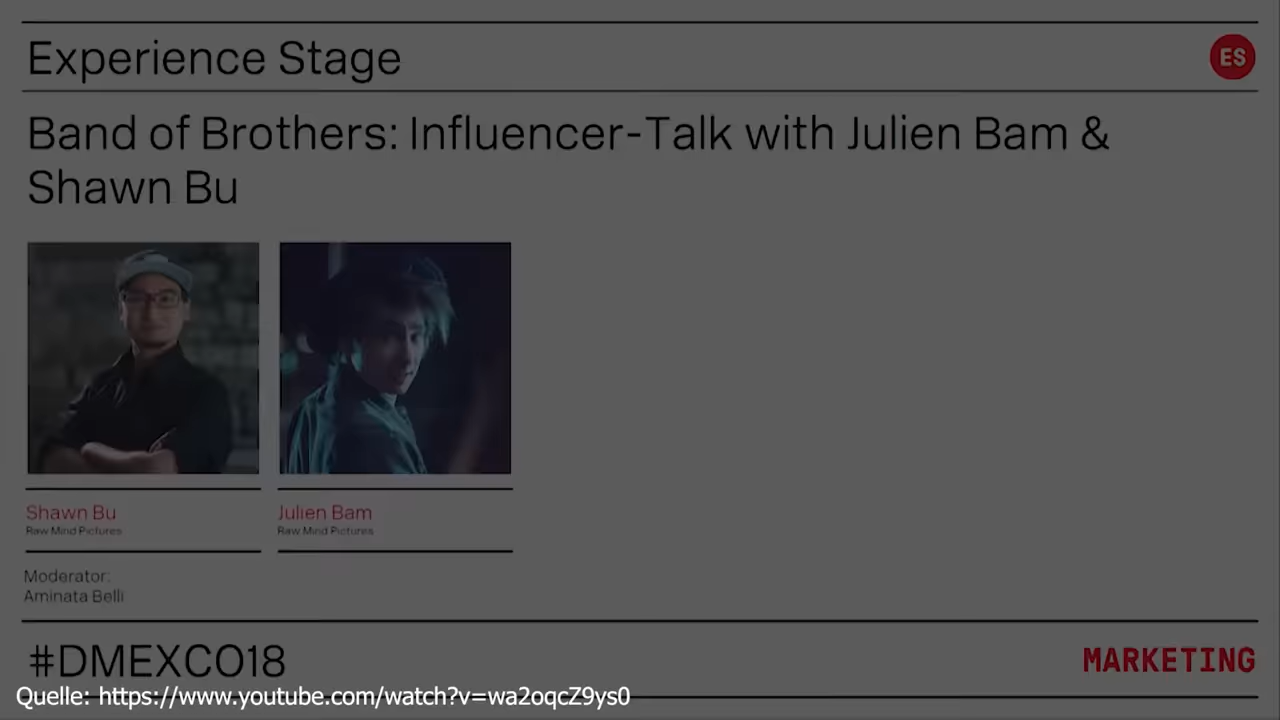 Experience Stage
ES
Band of Brothers: Influencer-Talk with Julien Bam &
Shawn Bu
Shawn Bu
Raw Mind Pictures
Julien Bam
Raw Mind Pictures
Moderator:
Aminata Belli
#DMEXCO18
MARKETING
Quelle: https://www.youtube.com/watch?v=wa2oqcZ9ys0